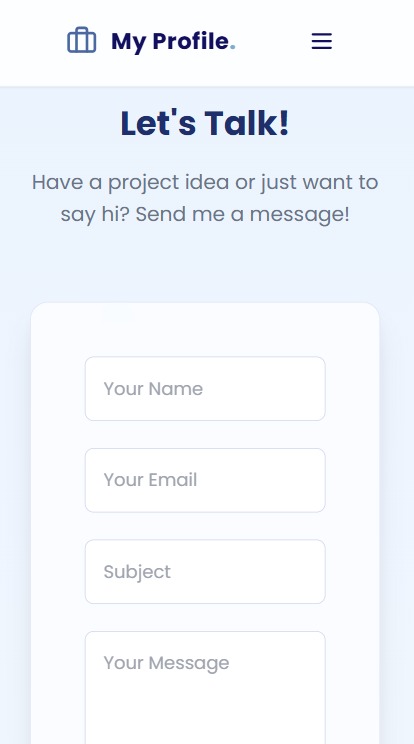 My Profile.
Let's Talk!
Have a project idea or just want to
say hi? Send me a message!
Your Name
Your Email
Subject
Your Message